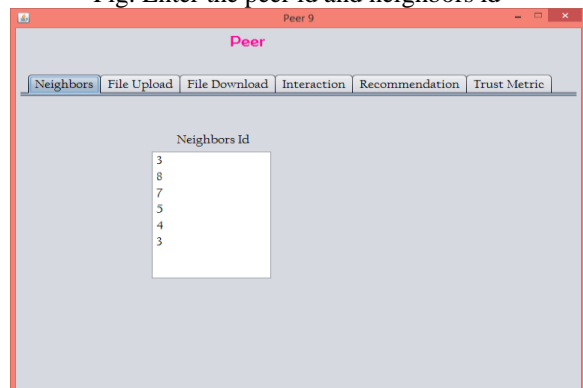 Fig: Enter the peer id and neighbors id
Peer 9
Peer
Neighbors File Upload File Download Interaction Recommendation Trust Metric
Neighbors Id
3
8
7
5
4
3